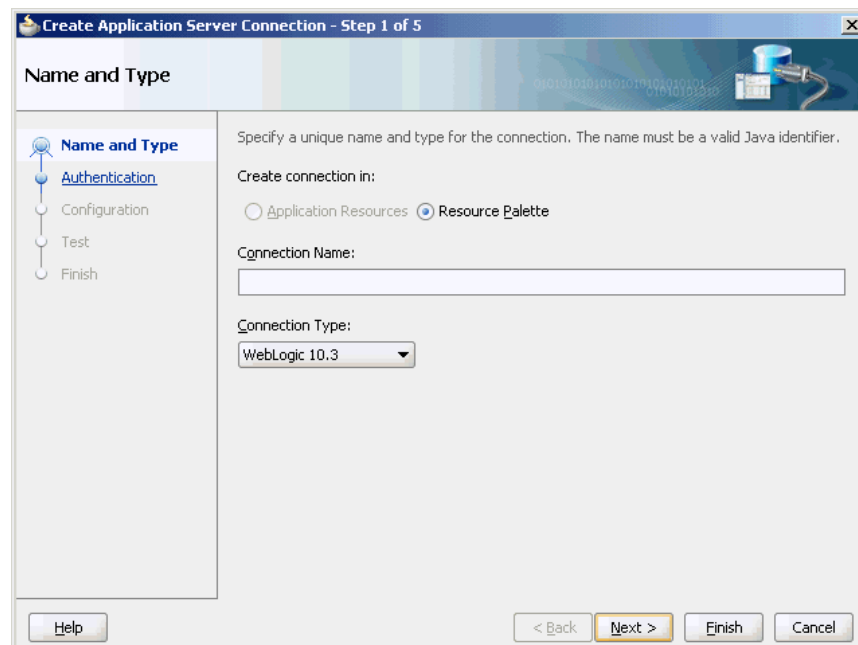 Create Application Server Connection - Step 1 of 5
Name and Type
Name and Type
Authentication
Configuration
Test
Finish
Specify a unique name and type for the connection. The name must be a valid Java identifier.
Create connection in:
Application Resources Resource Palette
Connection Name:
Connection Type:
WebLogic 10.3
Help < Back Next > Finish Cancel